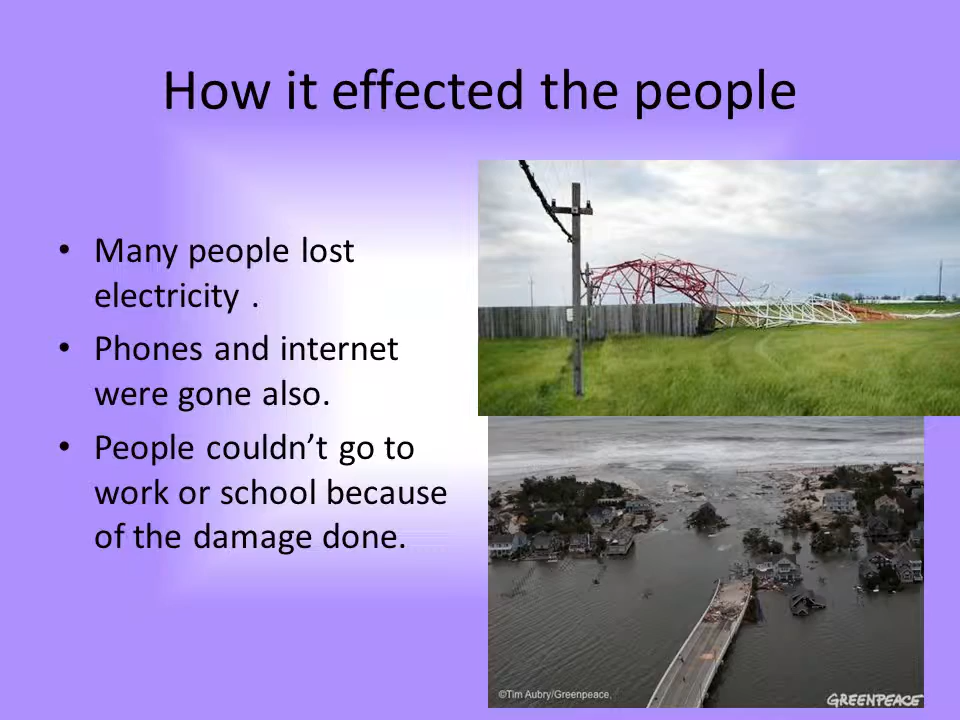 How it effected the people
• Many people lost
electricity .
• Phones and internet
were gone also.
• People couldn’t go to
work or school because
of the damage done.
©Tim Aubry/Greenpeace,
GREENPEACE